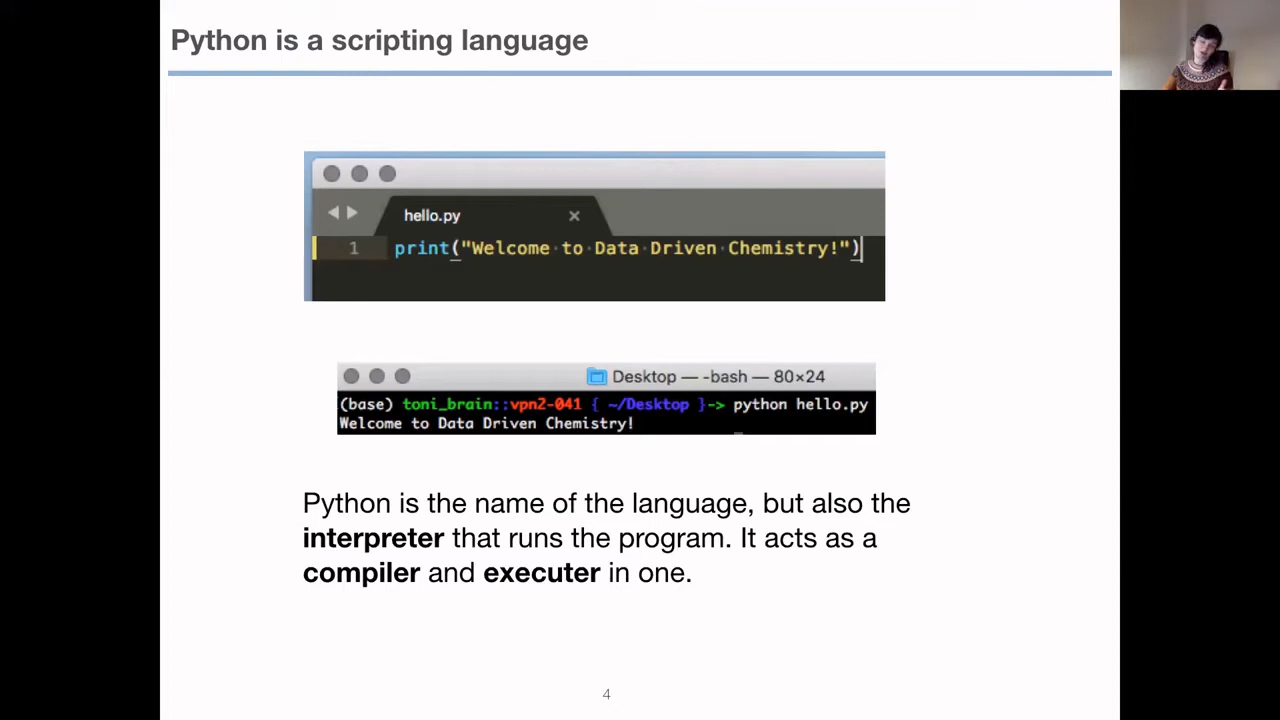 Python is a scripting language
hello.py
1 print("Welcome to Data Driven Chemistry!")
Desktop — -bash — 80×24
(base) toni_brain::vpn2-041 { ~/Desktop }-> python hello.py
Welcome to Data Driven Chemistry!
Python is the name of the language, but also the
interpreter that runs the program. It acts as a
compiler and executer in one.
4